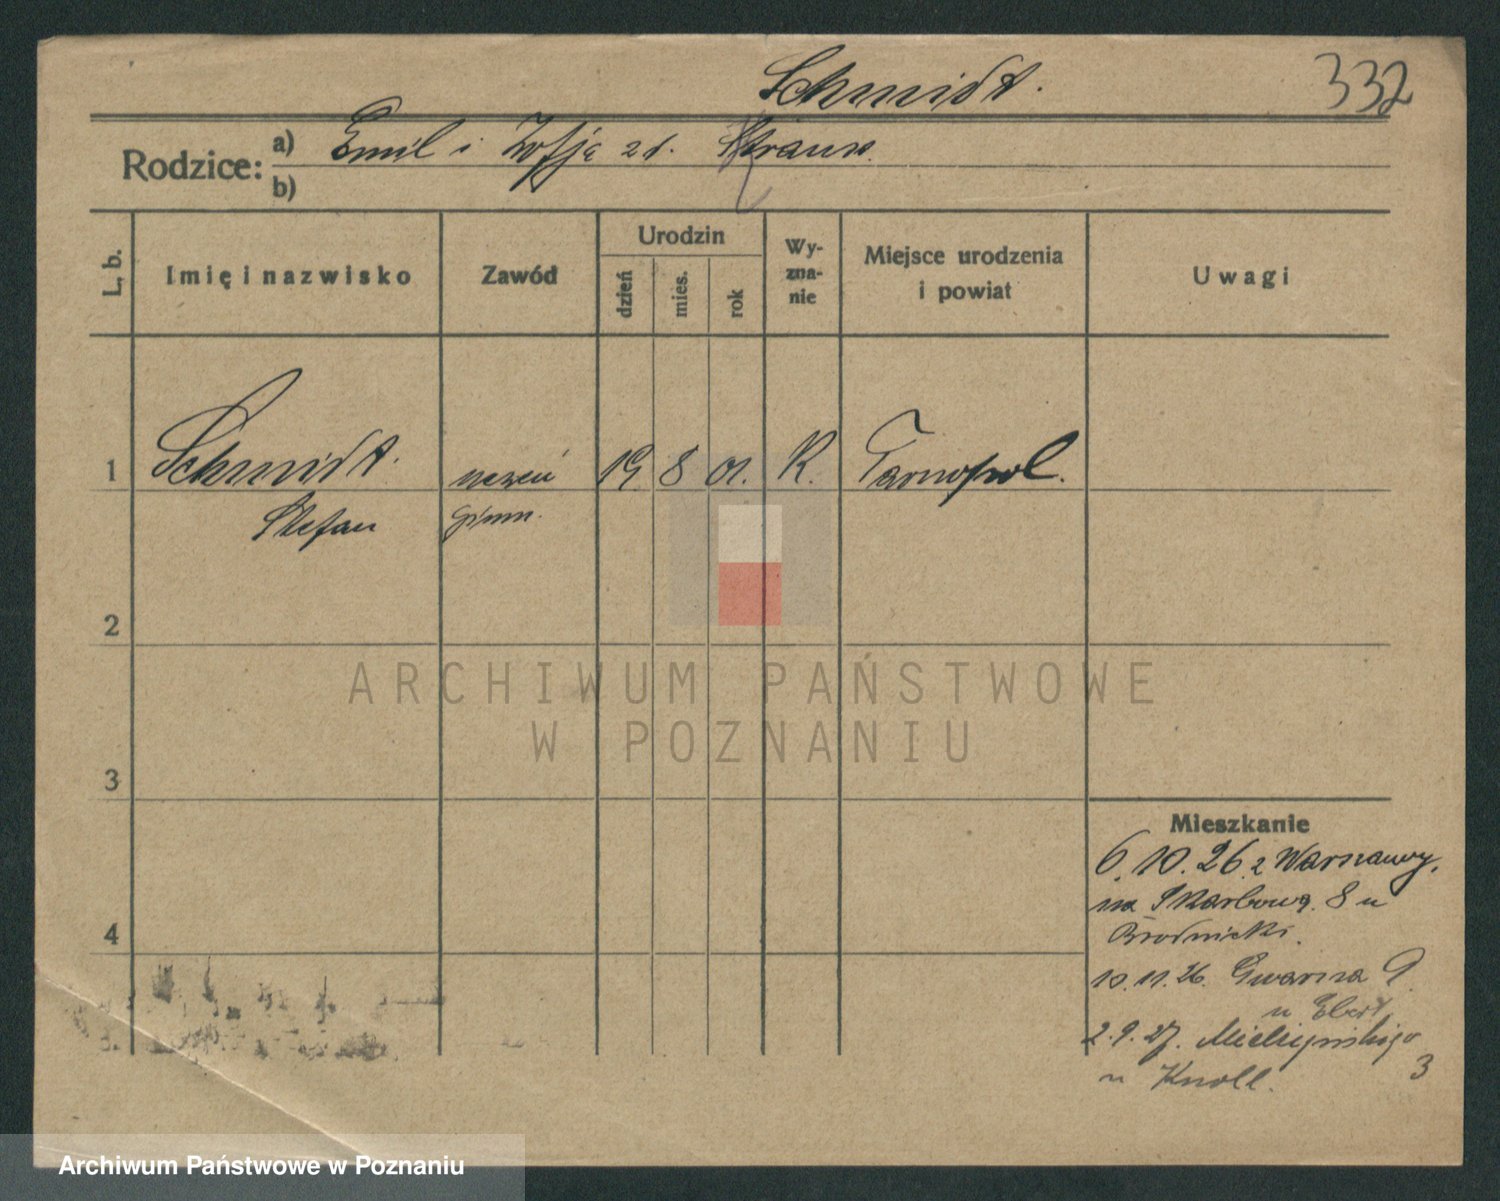 Schmidt.
332
Rodzice:
a) Emil i Zofja zd. Strauss.
b)
L. b.
Imię i nazwisko
Zawód
Urodzin
dzień
mies.
rok
Wy-
zna-
nie
Miejsce urodzenia
i powiat
Uwagi
1 Schmidt. uczeń 19 8 01. R. Tarnopol.
Stefan gimn.
2
3
4
ARCHIWUM PAŃSTWOWE
W POZNANIU
Mieszkanie
6.10.26. z Warszawy,
na Skarbową. 8 u
Brodnicki.
10.11.26. Gwarna 9.
u Ebert
2.9.27. Mielżyńskiego
3
u Knoll.
Archiwum Państwowe w Poznaniu